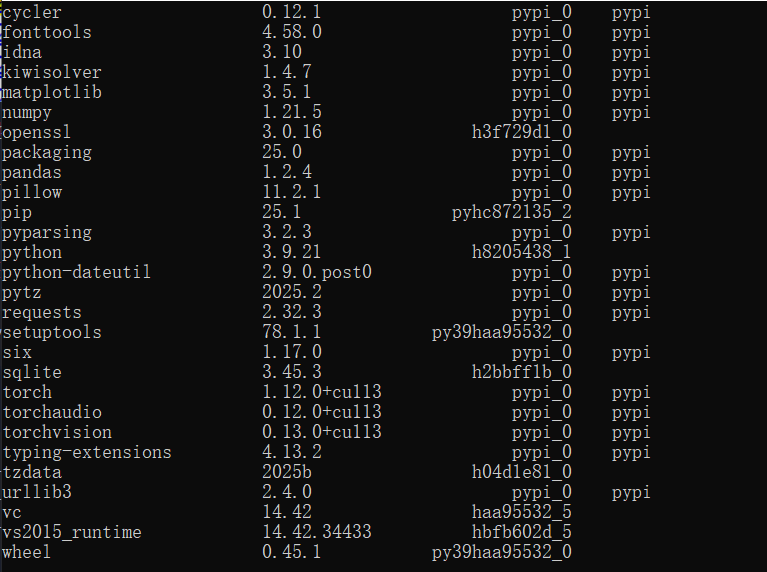 cycler 0.12.1 pypi_0 pypi
fonttools 4.58.0 pypi_0 pypi
idna 3.10 pypi_0 pypi
kiwisolver 1.4.7 pypi_0 pypi
matplotlib 3.5.1 pypi_0 pypi
numpy 1.21.5 pypi_0 pypi
openssl 3.0.16 h3f729d1_0
packaging 25.0 pypi_0 pypi
pandas 1.2.4 pypi_0 pypi
pillow 11.2.1 pypi_0 pypi
pip 25.1 pyhc872135_2
pyparsing 3.2.3 pypi_0 pypi
python 3.9.21 h8205438_1
python-dateutil 2.9.0.post0 pypi_0 pypi
pytz 2025.2 pypi_0 pypi
requests 2.32.3 pypi_0 pypi
setuptools 78.1.1 py39haa95532_0
six 1.17.0 pypi_0 pypi
sqlite 3.45.3 h2bbff1b_0
torch 1.12.0+cu113 pypi_0 pypi
torchaudio 0.12.0+cu113 pypi_0 pypi
torchvision 0.13.0+cu113 pypi_0 pypi
typing-extensions 4.13.2 pypi_0 pypi
tzdata 2025b h04d1e81_0
urllib3 2.4.0 pypi_0 pypi
vc 14.42 haa95532_5
vs2015_runtime 14.42.34433 hbfb602d_5
wheel 0.45.1 py39haa95532_0